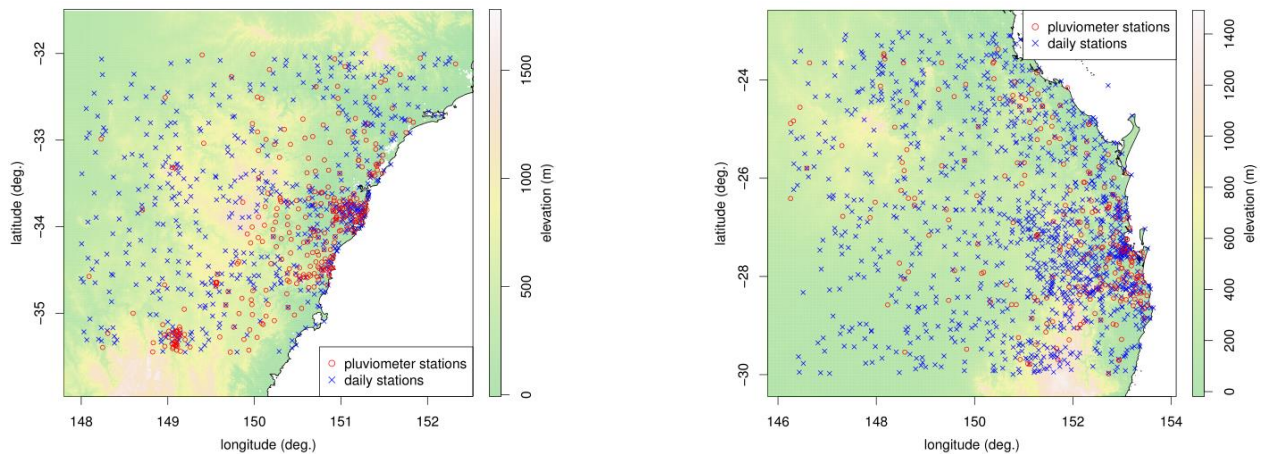 −32
−33
−34
−35
latitude (deg.)
148 149 150 151 152
longitude (deg.)
pluviometer stations
daily stations
0
500
1000
1500
elevation (m)
pluviometer stations
daily stations
−24
−26
−28
−30
latitude (deg.)
146 148 150 152 154
longitude (deg.)
0
200
400
600
800
1000
1200
1400
elevation (m)